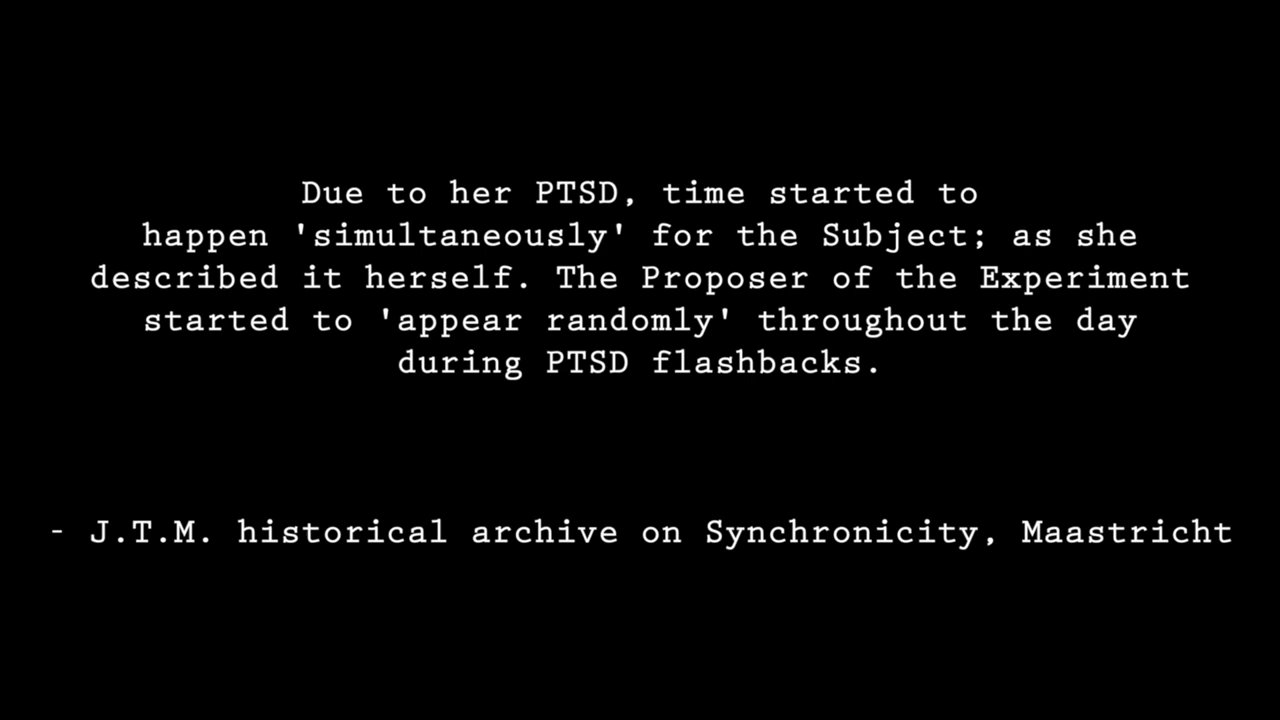 Due to her PTSD, time started to
happen 'simultaneously' for the Subject; as she
described it herself. The Proposer of the Experiment
started to 'appear randomly' throughout the day
during PTSD flashbacks.
- J.T.M. historical archive on Synchronicity, Maastricht